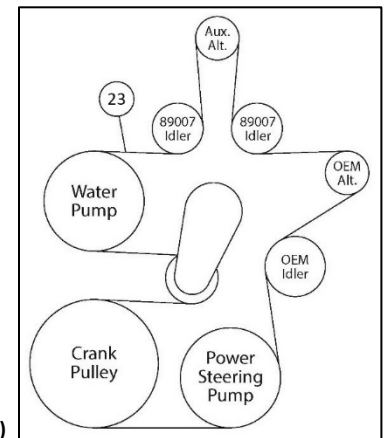 Aux.
Alt.
23
89007
Idler
89007
Idler
OEM
Alt.
Water
Pump
OEM
Idler
Crank
Pulley
Power
Steering
Pump
)